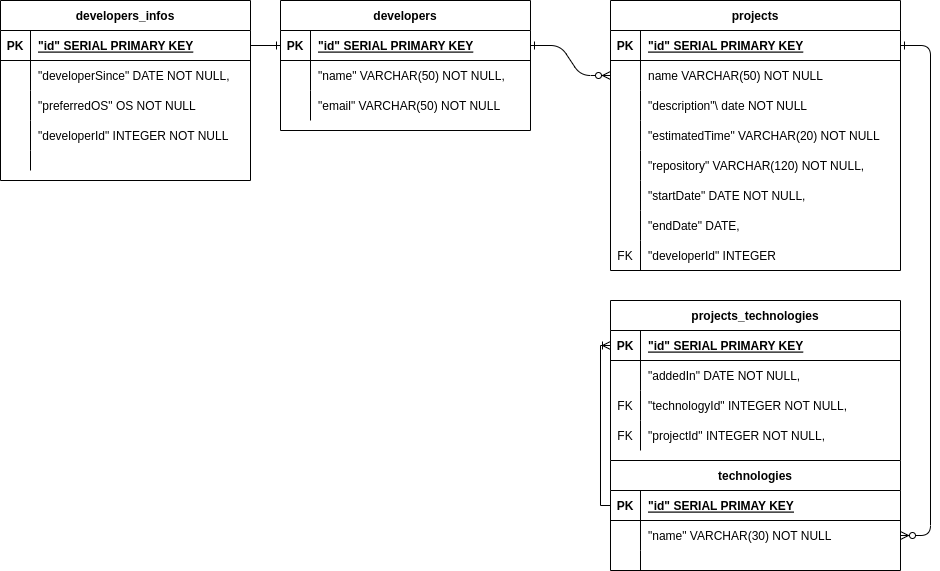 developers_infos
PK "id" SERIAL PRIMARY KEY
"developerSince" DATE NOT NULL,
"preferredOS" OS NOT NULL
"developerId" INTEGER NOT NULL
developers
PK "id" SERIAL PRIMARY KEY
"name" VARCHAR(50) NOT NULL,
"email" VARCHAR(50) NOT NULL
projects
PK "id" SERIAL PRIMARY KEY
name VARCHAR(50) NOT NULL
"description"\ date NOT NULL
"estimatedTime" VARCHAR(20) NOT NULL
"repository" VARCHAR(120) NOT NULL,
"startDate" DATE NOT NULL,
"endDate" DATE,
FK "developerId" INTEGER
projects_technologies
PK "id" SERIAL PRIMARY KEY
"addedIn" DATE NOT NULL,
FK "technologyId" INTEGER NOT NULL,
FK "projectId" INTEGER NOT NULL,
technologies
PK "id" SERIAL PRIMAY KEY
"name" VARCHAR(30) NOT NULL